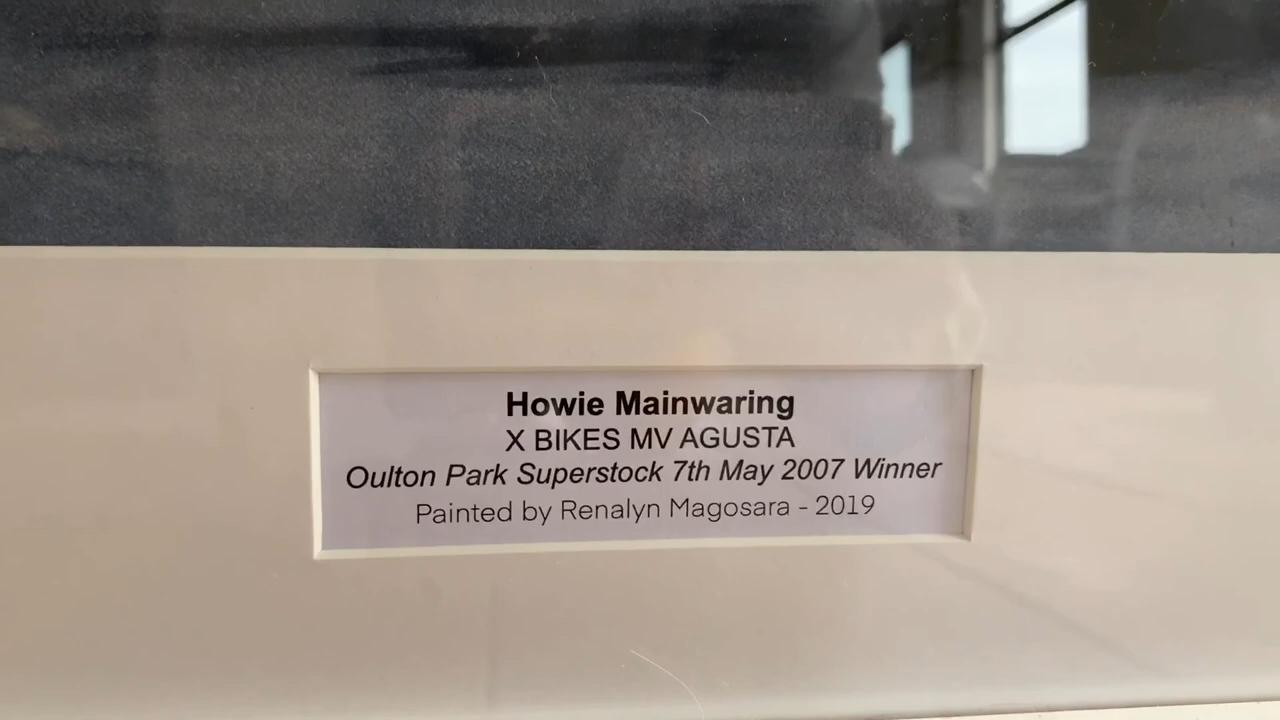 Howie Mainwaring
X BIKES MV AGUSTA
Oulton Park Superstock 7th May 2007 Winner
Painted by Renalyn Magosara - 2019